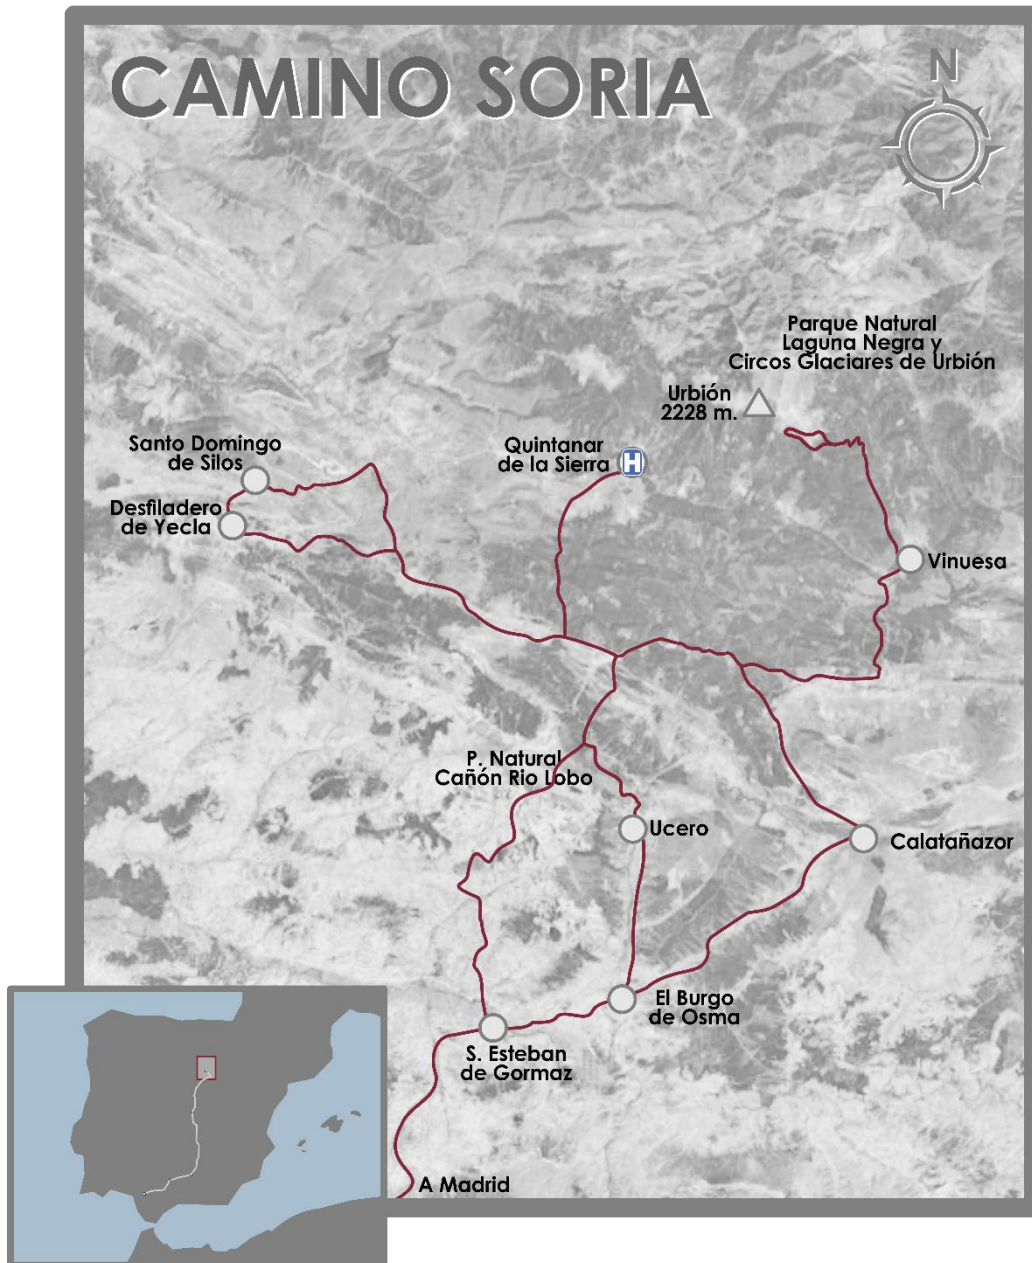 CAMINO SORIA
N
Parque Natural
Laguna Negra y
Circos Glaciares de Urbión
Urbión
2228 m.
Santo Domingo
de Silos
Quintanar
de la Sierra
H
Desfiladero
de Yecla
Vinuesa
P. Natural
Cañón Rio Lobo
Ucero
Calatañazor
El Burgo
de Osma
S. Esteban
de Gormaz
A Madrid